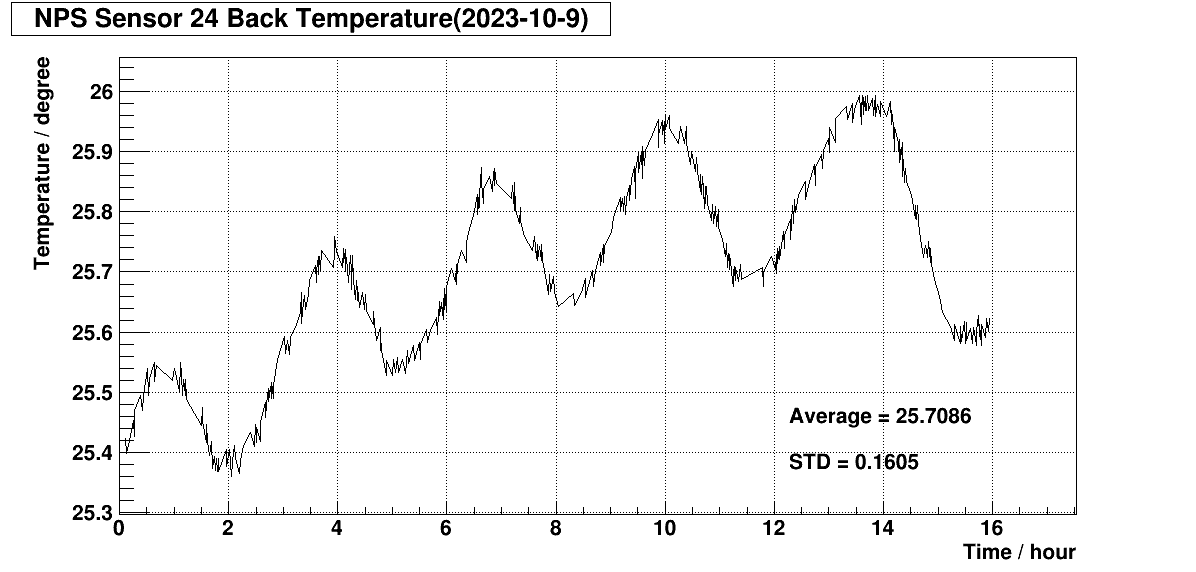 NPS Sensor 24 Back Temperature(2023-10-9)
Temperature / degree
26
25.9
25.8
25.7
25.6
25.5
25.4
25.3
Average = 25.7086
STD = 0.1605
0 2 4 6 8 10 12 14 16
Time / hour